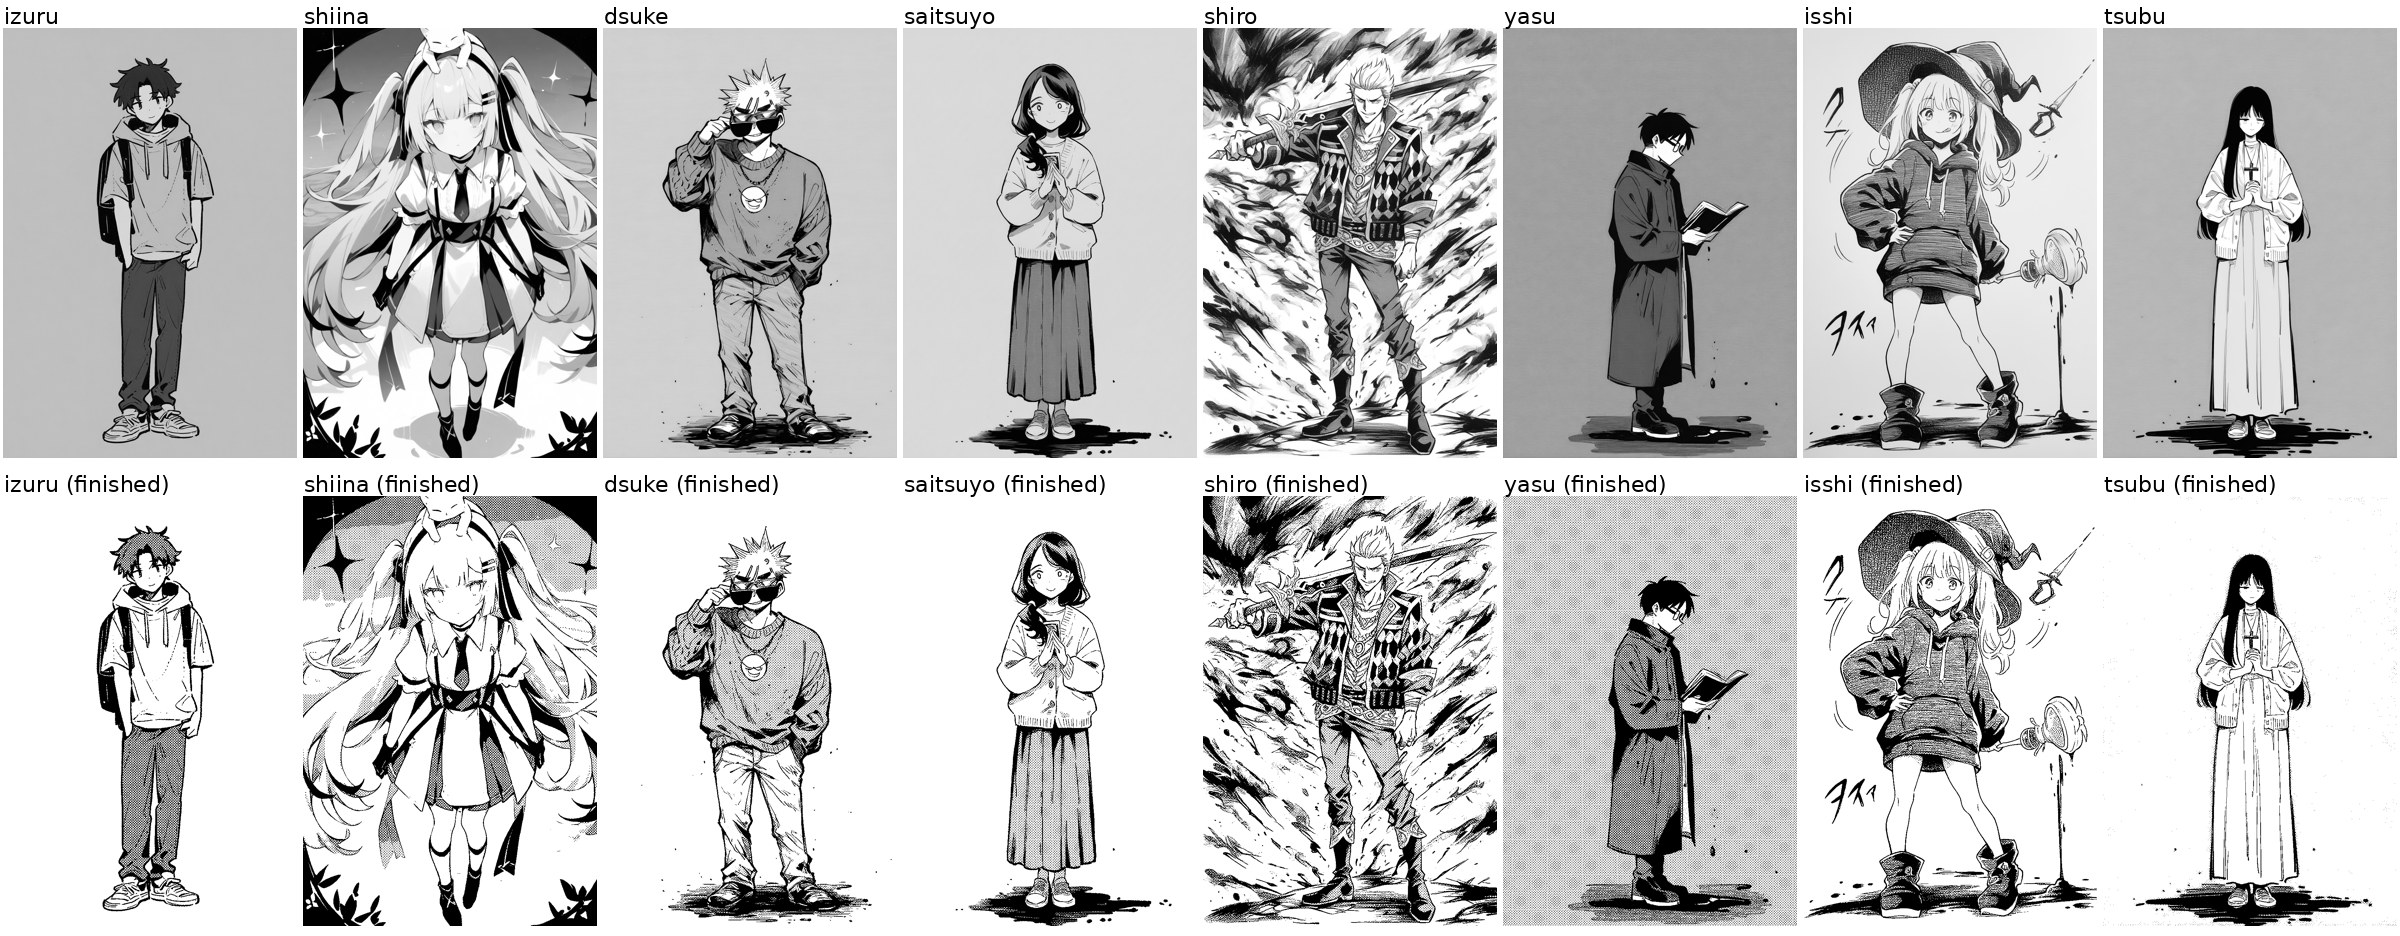 izuru
shiina
dsuke
saitsuyo
shiro
yasu
isshi
tsubu
izuru (finished)
shiina (finished)
dsuke (finished)
saitsuyo (finished)
shiro (finished)
yasu (finished)
isshi (finished)
tsubu (finished)